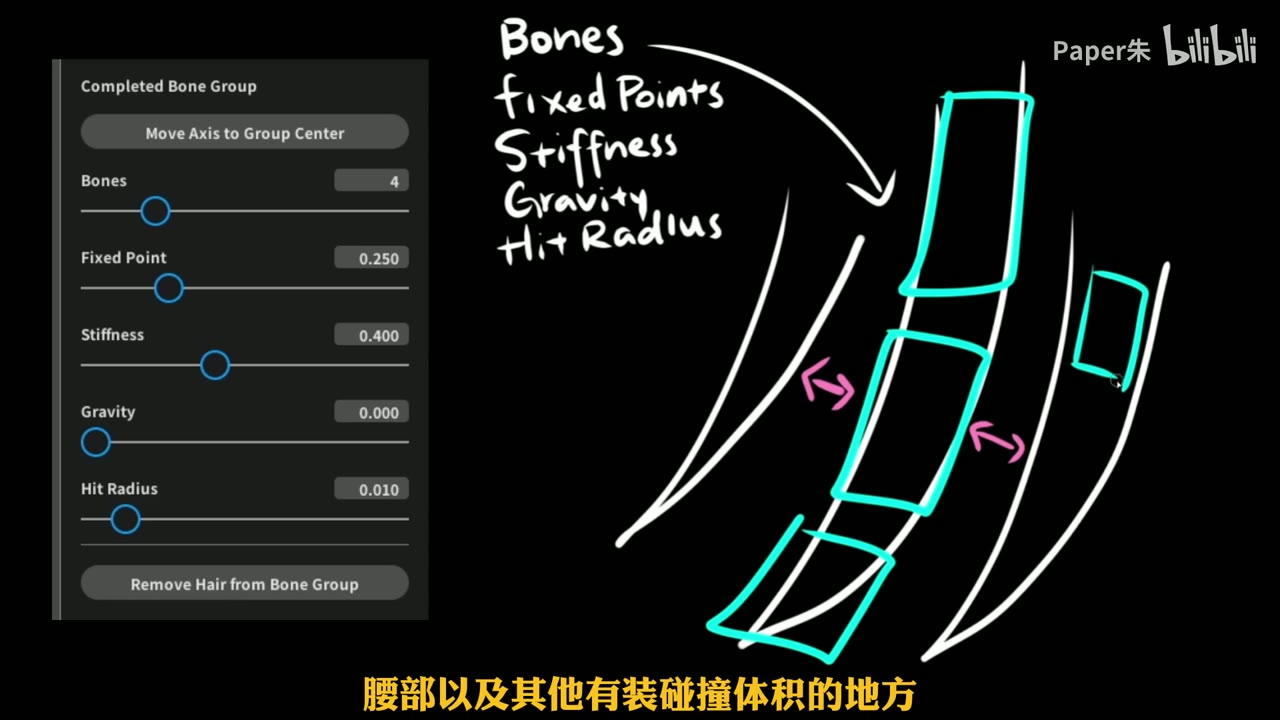 Completed Bone Group
Move Axis to Group Center
Bones 4
Fixed Point 0.250
Stiffness 0.400
Gravity 0.000
Hit Radius 0.010
Remove Hair from Bone Group
Bones
Fixed Points
Stiffness
Gravity
Hit Radius
Paper朱 bilibili
腰部以及其他有装碰撞体积的地方